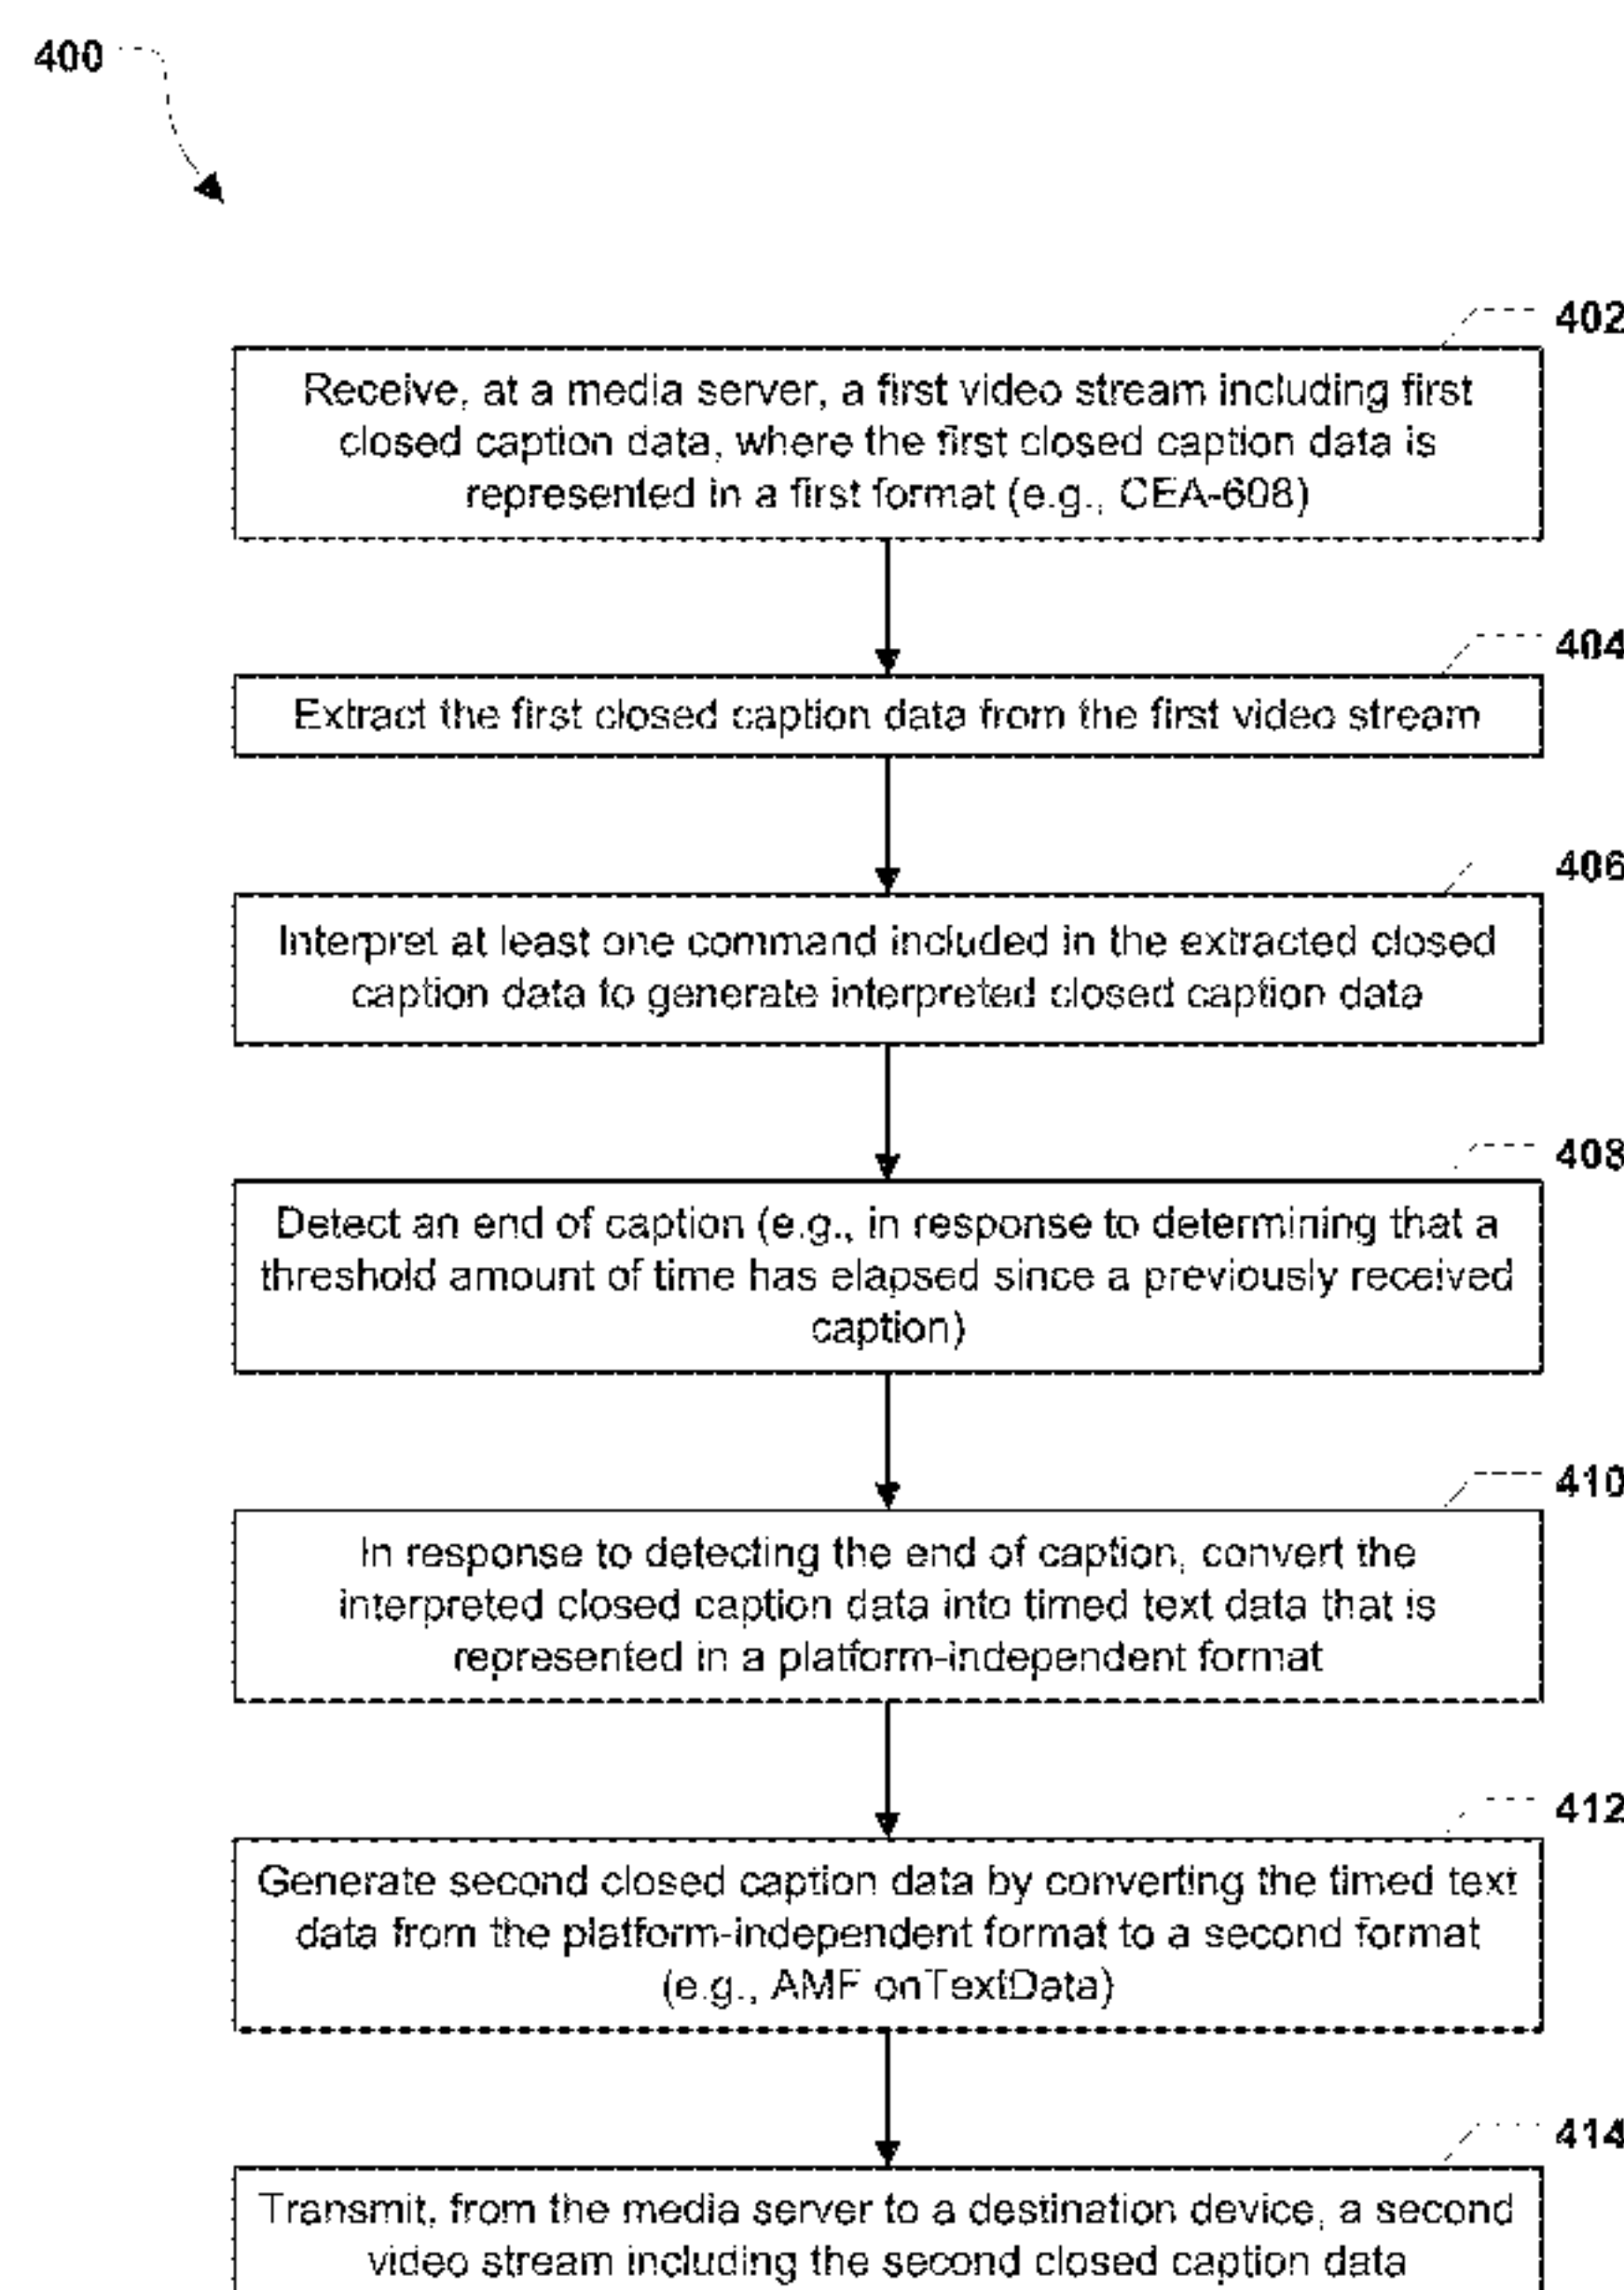 400
402
Receive, at a media server, a first video stream including first
closed caption data, where the first closed caption data is
represented in a first format (e.g., CEA-608)
404
Extract the first closed caption data from the first video stream
406
Interpret at least one command included in the extracted closed
caption data to generate interpreted closed caption data
408
Detect an end of caption (e.g., in response to determining that a
threshold amount of time has elapsed since a previously received
caption)
410
In response to detecting the end of caption, convert the
interpreted closed caption data into timed text data that is
represented in a platform-independent format
412
Generate second closed caption data by converting the timed text
data from the platform-independent format to a second format
(e.g., AMF onTextData)
414
Transmit, from the media server to a destination device, a second
video stream including the second closed caption data